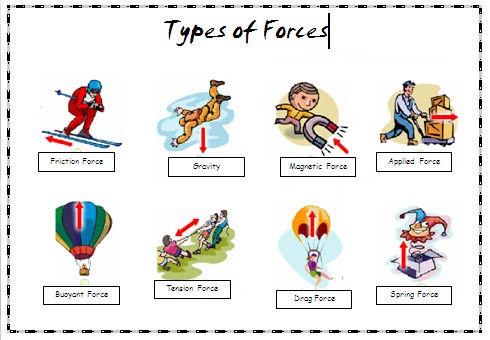 Types of Forces
Friction Force
Gravity
Magnetic Force
Applied Force
Buoyant Force
Tension Force
Drag Force
Spring Force